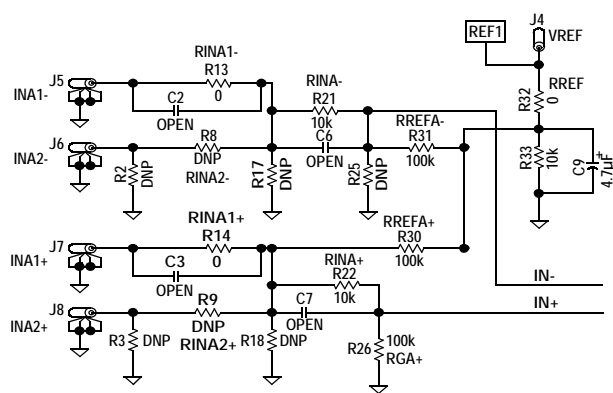 J4
REF1
VREF
RINA1-
J5
R13
RINA-
INA1-
C2
0
R21
R32
RREF
0
OPEN
10k
RREFA-
J6
R8
C6
R31
INA2-
DNP
OPEN
100k
R2
DNP
RINA2-
R17
DNP
R25
DNP
R33
10k
C9
+
4.7µF
RINA1+
RREFA+
J7
R14
R30
INA1+
C3
0
RINA+
100k
OPEN
R22
IN-
J8
R9
C7
10k
IN+
INA2+
DNP
OPEN
R3
DNP
RINA2+
R18
DNP
100k
R26
RGA+